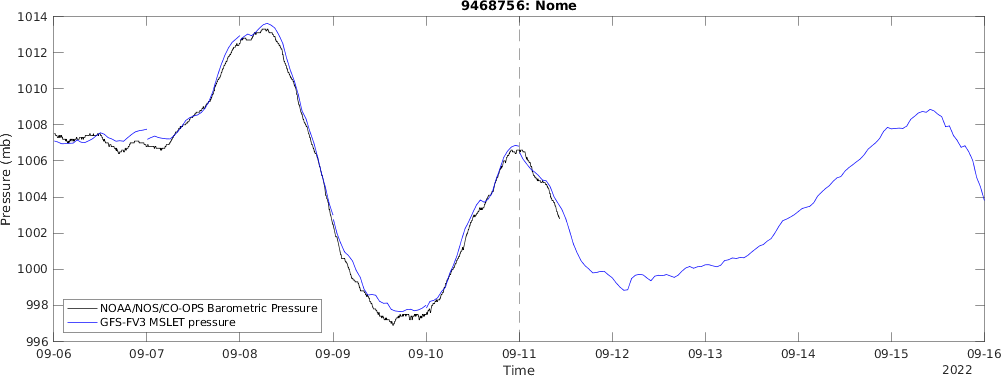 9468756: Nome
1014
1012
1010
1008
1006
1004
1002
1000
998
996
Pressure (mb)
NOAA/NOS/CO-OPS Barometric Pressure
GFS-FV3 MSLET pressure
09-06 09-07 09-08 09-09 09-10 09-11 09-12 09-13 09-14 09-15 09-16
Time
2022